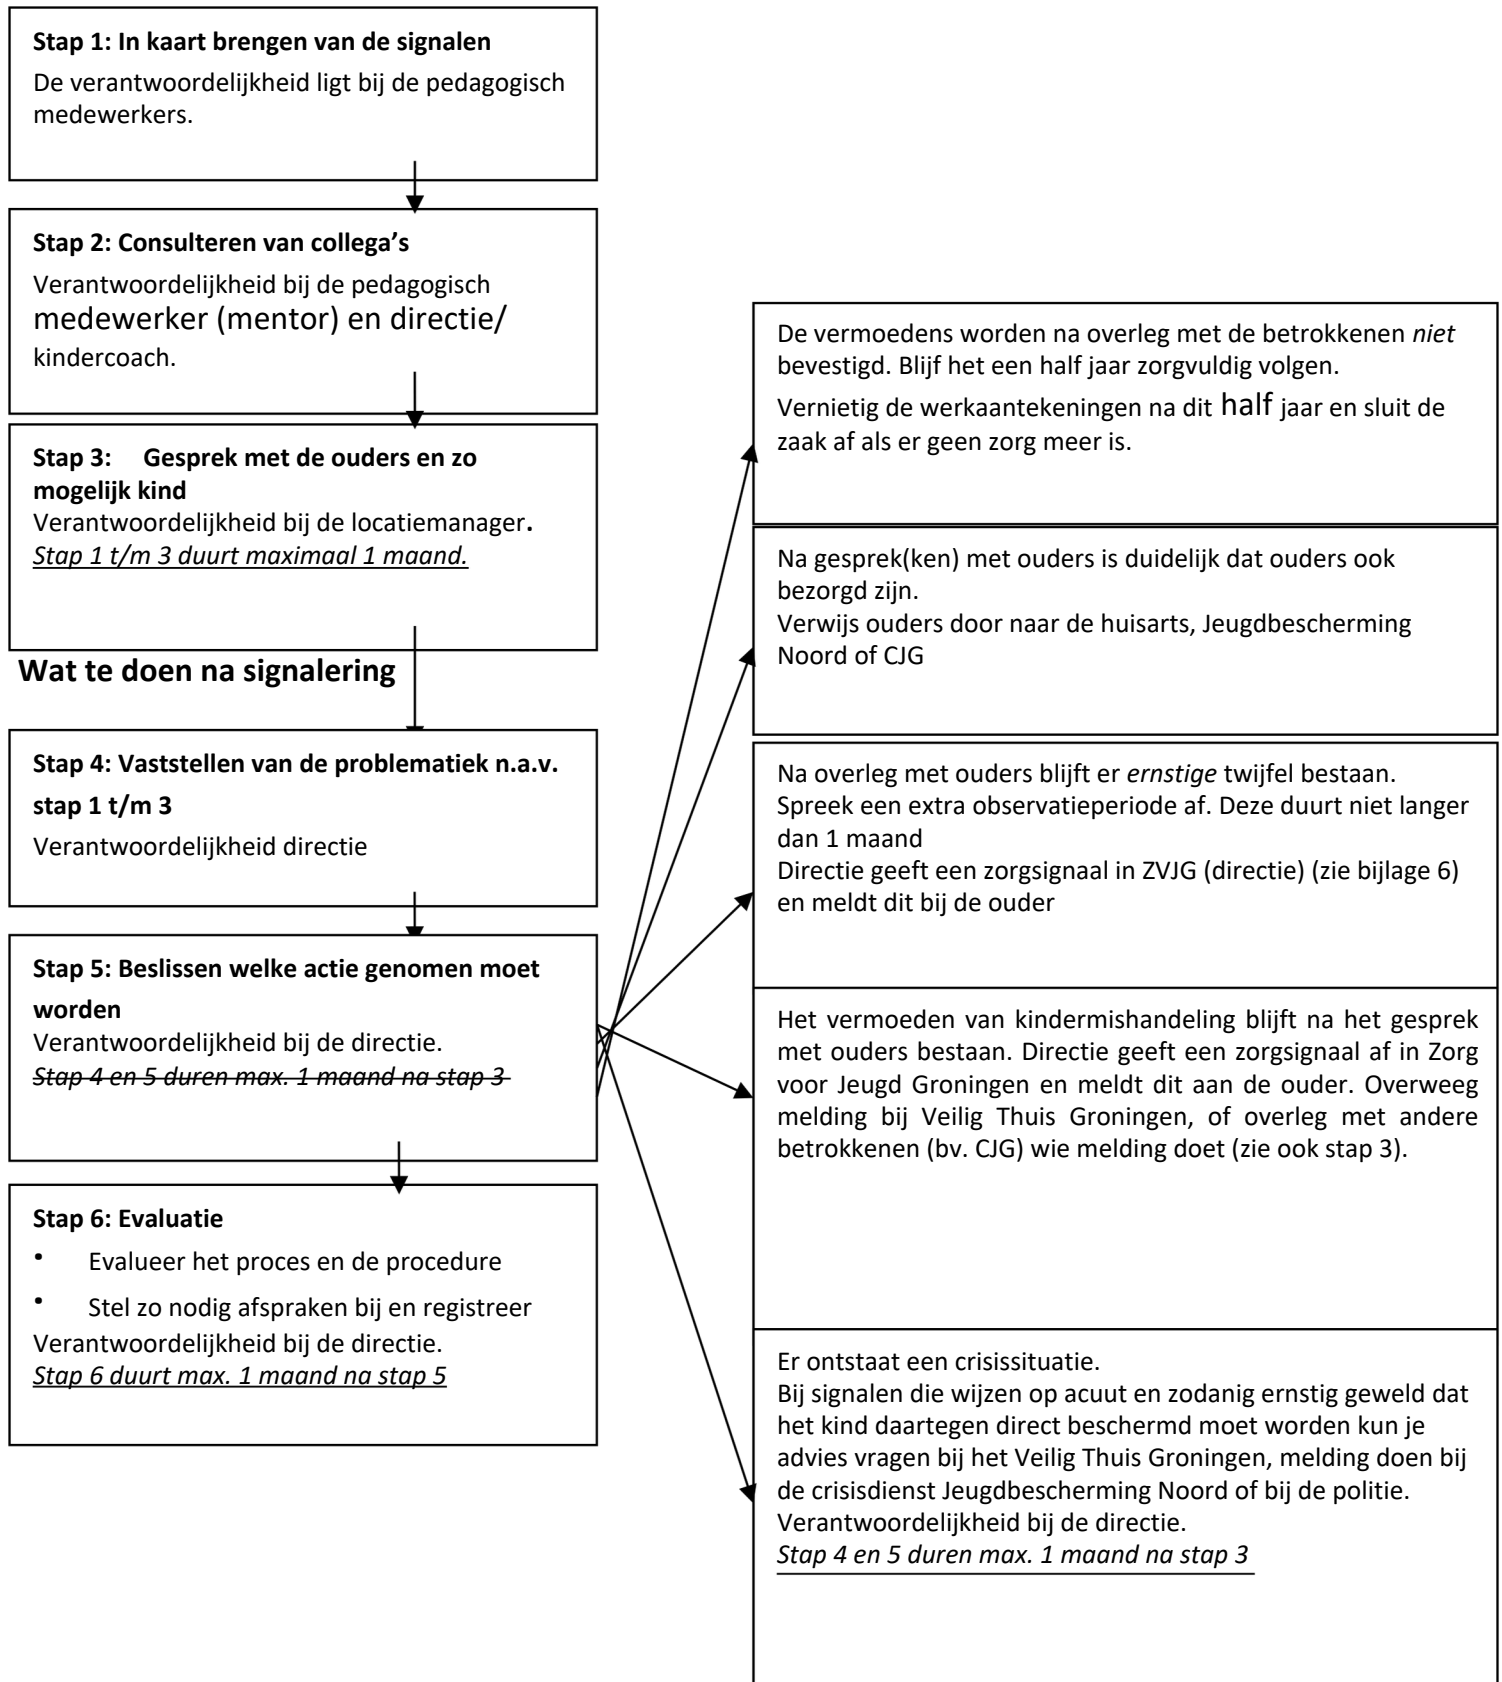 Stap 1: In kaart brengen van de signalen
De verantwoordelijkheid ligt bij de pedagogisch
medewerkers.
Stap 2: Consulteren van collega’s
Verantwoordelijkheid bij de pedagogisch
medewerker (mentor) en directie/
kindercoach.
Stap 3: Gesprek met de ouders en zo
mogelijk kind
Verantwoordelijkheid bij de locatiemanager.
Stap 1 t/m 3 duurt maximaal 1 maand.
Wat te doen na signalering
Stap 4: Vaststellen van de problematiek n.a.v.
stap 1 t/m 3
Verantwoordelijkheid directie
Stap 5: Beslissen welke actie genomen moet
worden
Verantwoordelijkheid bij de directie.
Stap 4 en 5 duren max. 1 maand na stap 3
Stap 6: Evaluatie
• Evalueer het proces en de procedure
• Stel zo nodig afspraken bij en registreer
Verantwoordelijkheid bij de directie.
Stap 6 duurt max. 1 maand na stap 5
De vermoedens worden na overleg met de betrokkenen niet
bevestigd. Blijf het een half jaar zorgvuldig volgen.
Vernietig de werkaantekeningen na dit half jaar en sluit de
zaak af als er geen zorg meer is.
Na gesprek(ken) met ouders is duidelijk dat ouders ook
bezorgd zijn.
Verwijs ouders door naar de huisarts, Jeugdbescherming
Noord of CJG
Na overleg met ouders blijft er ernstige twijfel bestaan.
Spreek een extra observatieperiode af. Deze duurt niet langer
dan 1 maand
Directie geeft een zorgsignaal in ZVJG (directie) (zie bijlage 6)
en meldt dit bij de ouder
Het vermoeden van kindermishandeling blijft na het gesprek
met ouders bestaan. Directie geeft een zorgsignaal af in Zorg
voor Jeugd Groningen en meldt dit aan de ouder. Overweeg
melding bij Veilig Thuis Groningen, of overleg met andere
betrokkenen (bv. CJG) wie melding doet (zie ook stap 3).
Er ontstaat een crisissituatie.
Bij signalen die wijzen op acuut en zodanig ernstig geweld dat
het kind daartegen direct beschermd moet worden kun je
advies vragen bij het Veilig Thuis Groningen, melding doen bij
de crisisdienst Jeugdbescherming Noord of bij de politie.
Verantwoordelijkheid bij de directie.
Stap 4 en 5 duren max. 1 maand na stap 3